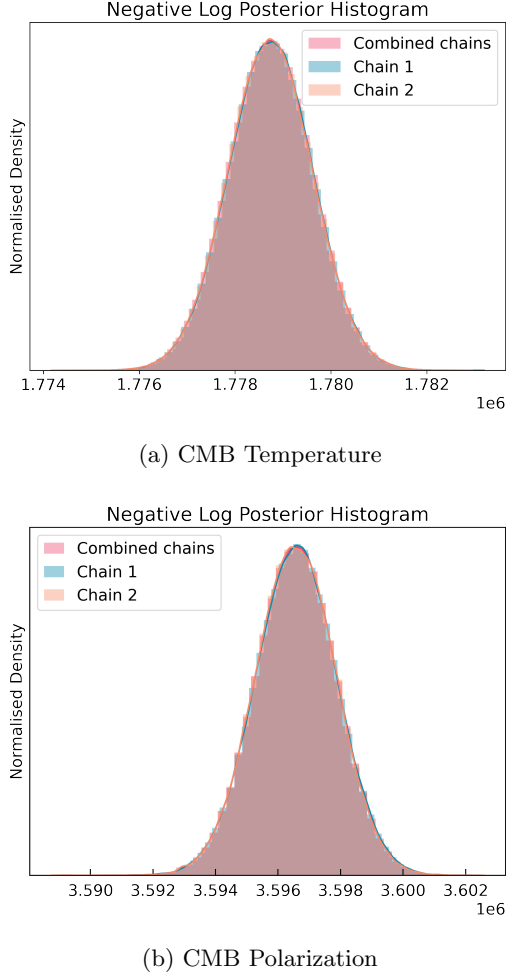 Negative Log Posterior Histogram
Combined chains
Chain 1
Chain 2
Normalised Density
1.774 1.776 1.778 1.780 1.782
1e6
(a) CMB Temperature
Negative Log Posterior Histogram
Combined chains
Chain 1
Chain 2
Normalised Density
3.590 3.592 3.594 3.596 3.598 3.600 3.602
1e6
(b) CMB Polarization